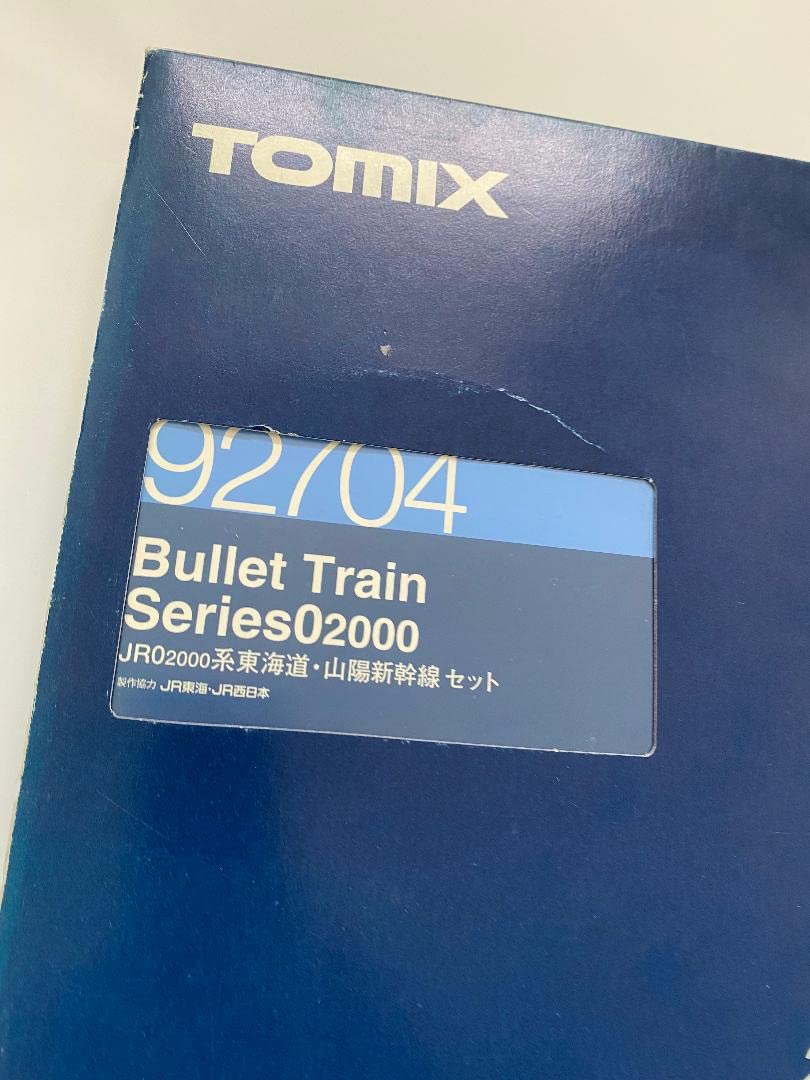 TOMIX
92704
Bullet Train
Series02000
JR02000系東海道・山陽新幹線 セット
製作協力 JR東海・JR西日本